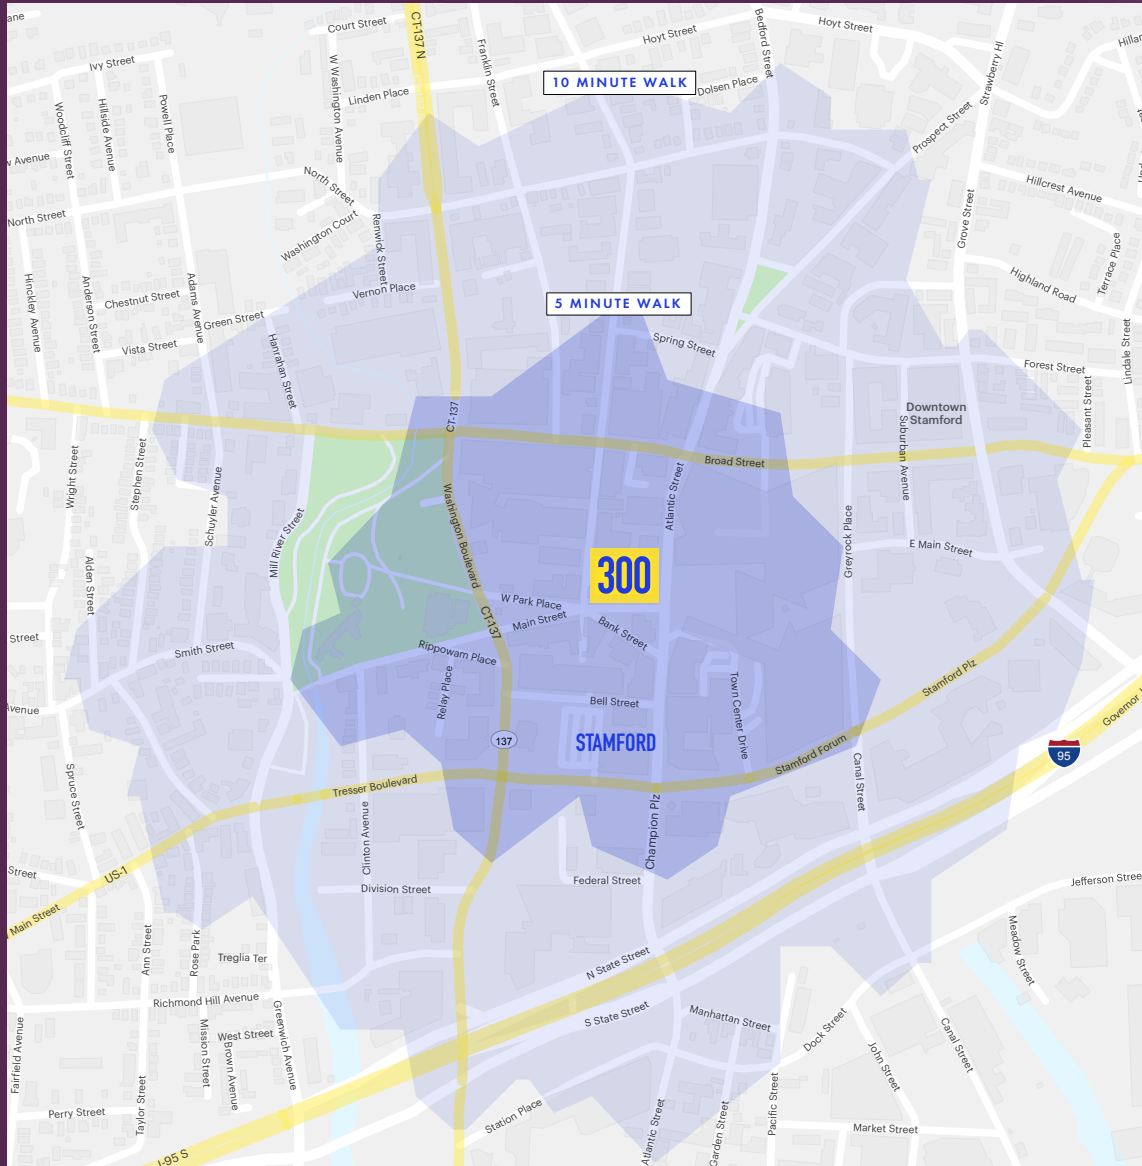 ane
Court Street
CT-137 N
Franklin Street
Hoyt Street
Bedford Street
Hoyt Street
Strawberry Hl
Ivy Street
W Washington Avenue
10 MINUTE WALK
Dolsen Place
Linden Place
Woodcliff Street
Hillside Avenue
Powell Place
Prospect Street
w Avenue
North Street
Hillcrest Avenue
North Street
Washington Court
Renwick Street
Grove Street
Terrace Place
Highland Road
Vernon Place
Hinckley Avenue
Anderson Street
Chestnut Street
Adams Avenue
Green Street
5 MINUTE WALK
Vista Street
Hanrahan Street
Spring Street
Lindale Street
Forest Street
Pleasant Street
CT-137
Downtown
Stamford
Suburban Avenue
Broad Street
Wright Street
Stephen Street
Schuyler Avenue
Atlantic Street
Mill River Street
Washington Boulevard
Greyrock Place
E Main Street
Alden Street
300
W Park Place
Main Street
CT-137
Bank Street
Street
Smith Street
Rippowam Place
Relay Place
Town Center Drive
Stamford Plz
Avenue
Bell Street
Governor
137
STAMFORD
Stamford Forum
95
Spruce Street
Tresser Boulevard
Canal Street
Clinton Avenue
Champion Plz
US-1
Street
Division Street
Federal Street
Jefferson Stree
Main Street
Ann Street
Rose Park
Treglia Ter
N State Street
Meadow Street
Richmond Hill Avenue
S State Street
Manhattan Street
Greenwich Avenue
Dock Street
Canal Street
Fairfield Avenue
Mission Street
West Street
Brown Avenue
John Street
Perry Street
Taylor Street
Station Place
Atlantic Street
Garden Street
Pacific Street
Market Street
I-95 S